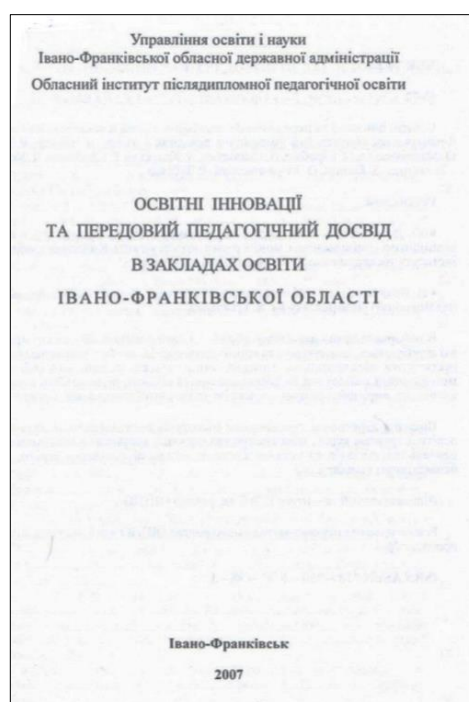 Управління освіти і науки
Івано-Франківської обласної державної адміністрації
Обласний інститут післядипломної педагогічної освіти
ОСВІТНІ ІННОВАЦІЇ
ТА ПЕРЕДОВИЙ ПЕДАГОГІЧНИЙ ДОСВІД
В ЗАКЛАДАХ ОСВІТИ
ІВАНО-ФРАНКІВСЬКОЇ ОБЛАСТІ
Івано-Франківськ
2007